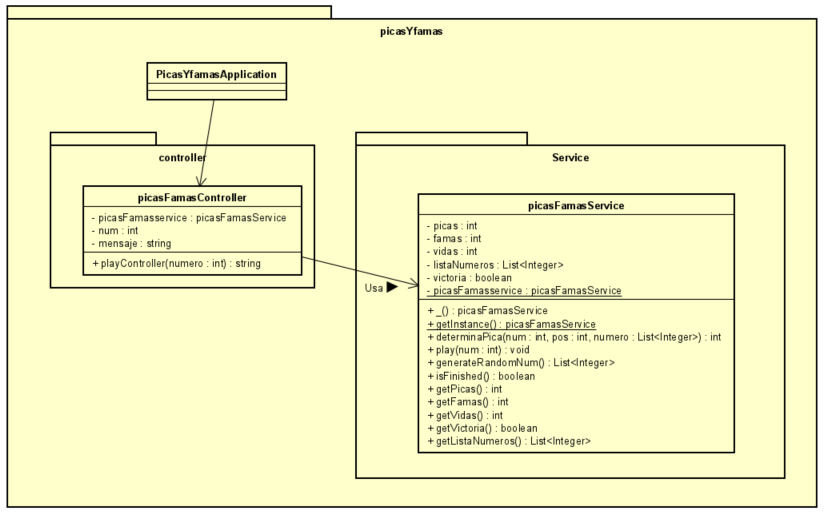 picasYfamas
PicasYfamasApplication
controller
picasFamasController
- picasFamasservice : picasFamasService
- num : int
- mensaje : string
+ playController(numero : int) : string
Usa
Service
picasFamasService
- picas : int
- famas : int
- vidas : int
- listaNumeros : List<Integer>
- victoria : boolean
- picasFamasservice : picasFamasService
+ _() : picasFamasService
+ getInstance() : picasFamasService
+ determinaPica(num : int, pos : int, numero : List<Integer>) : int
+ play(num : int) : void
+ generateRandomNum() : List<Integer>
+ isFinished() : boolean
+ getPicas() : int
+ getFamas() : int
+ getVidas() : int
+ getVictoria() : boolean
+ getListaNumeros() : List<Integer>